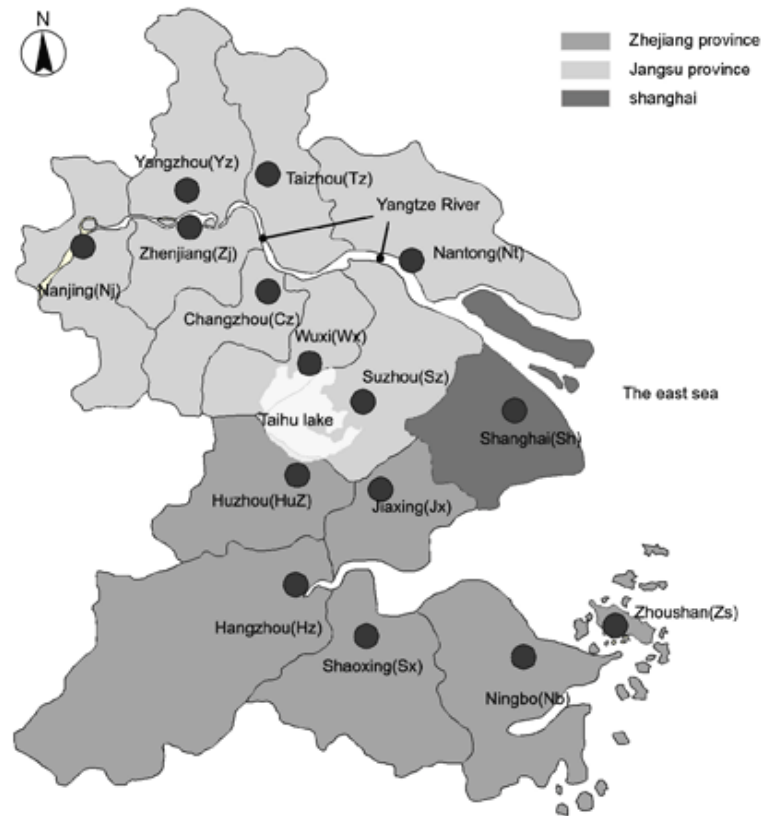 N
Zhejiang province
Jangsu province
shanghai
Yangzhou(Yz)
Taizhou(Tz)
Yangtze River
Zhenjiang(Zj)
Nantong(Nt)
Nanjing(Nj)
Changzhou(Cz)
Wuxi(Wx)
Suzhou(Sz)
The east sea
Taihu lake
Shanghai(Sh)
Huzhou(HuZ)
Jiaxing(Jx)
Zhoushan(Zs)
Hangzhou(Hz)
Shaoxing(Sx)
Ningbo(Nb)